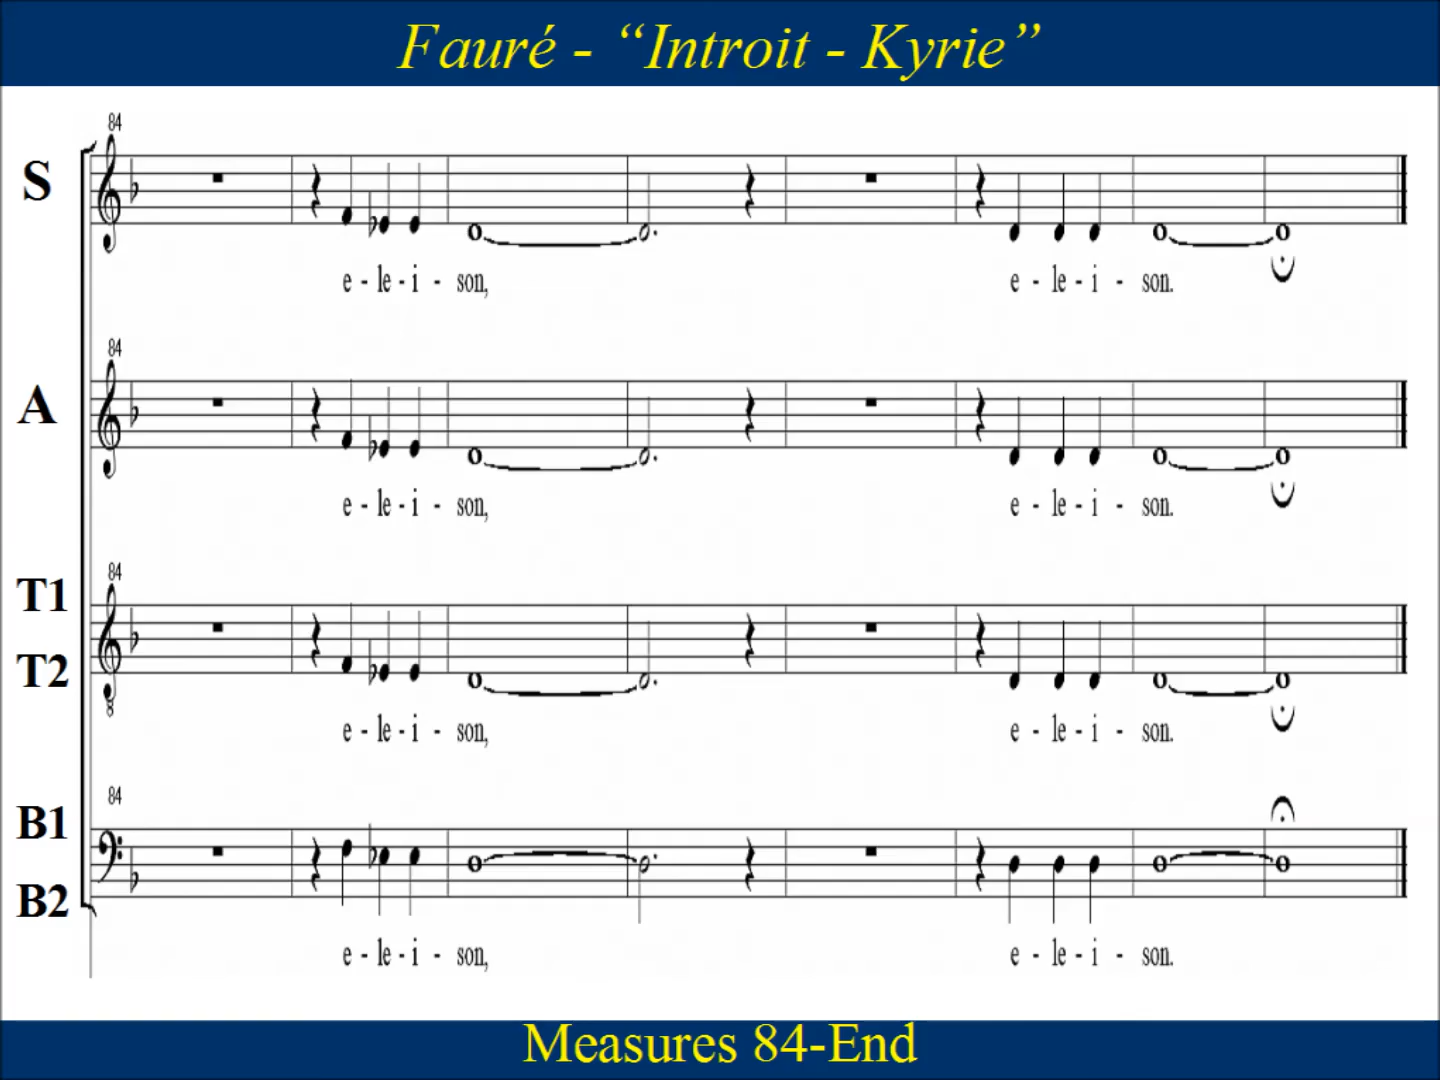 Fauré - “Introit - Kyrie”
84
S
e - le - i - son, e - le - i - son.
84
A
e - le - i - son, e - le - i - son.
84
T1
T2
8
e - le - i - son, e - le - i - son.
84
B1
B2
e - le - i - son, e - le - i - son.
Measures 84-End